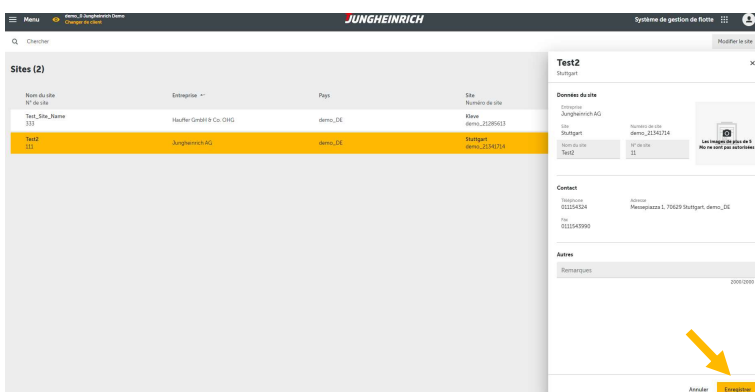 Menu
demo_0 Jungheinrich Demo
Changer de client
JUNGHEINRICH
Système de gestion de flotte
Chercher
Modifier le site
Sites (2)
Nom du site
N° de site
Entreprise
Pays
Site
Numéro de site
Test_Site_Name
333
Hauffer GmbH & Co. OHG
demo_DE
Kleve
demo_21285613
Test2
111
Jungheinrich AG
demo_DE
Stuttgart
demo_21341714
Test2
Stuttgart
Données du site
Entreprise
Jungheinrich AG
Site
Stuttgart
Numéro de site
demo_21341714
Nom du site
Test2
N° de site
11
Les images de plus de 5
Mo ne sont pas autorisées
Contact
Téléphone
011154324
Adresse
Messepiazza 1, 70629 Stuttgart, demo_DE
Fax
0111543990
Autres
Remarques
2000/2000
Annuler
Enregistrer